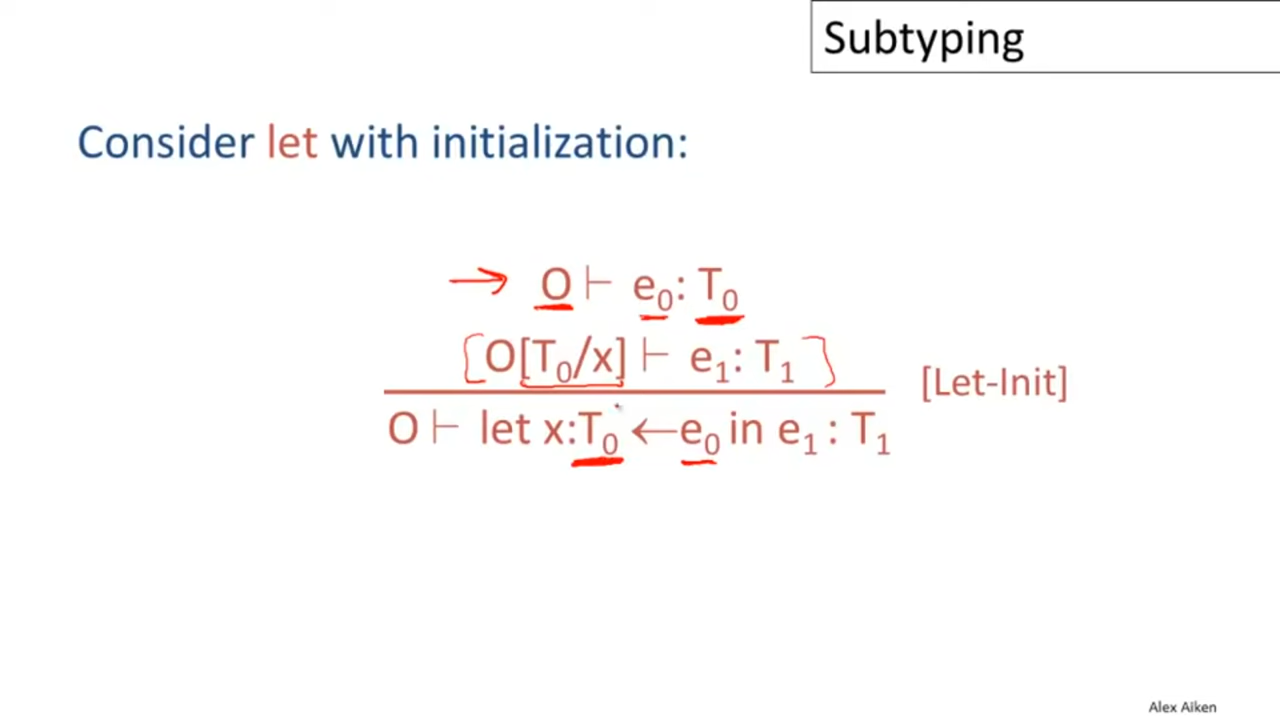 Subtyping
Consider let with initialization:
O ⊢ e₀: T₀
O[T₀/x] ⊢ e₁: T₁
[Let-Init]
O ⊢ let x:T₀ ← e₀ in e₁ : T₁
Alex Aiken